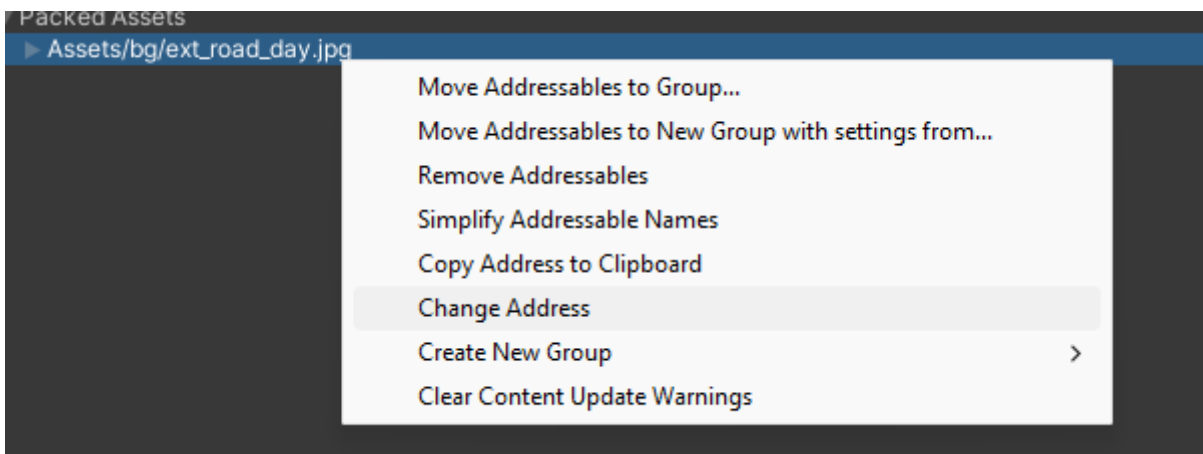 Packed Assets
Assets/bg/ext_road_day.jpg
Move Addressables to Group...
Move Addressables to New Group with settings from...
Remove Addressables
Simplify Addressable Names
Copy Address to Clipboard
Change Address
Create New Group
Clear Content Update Warnings